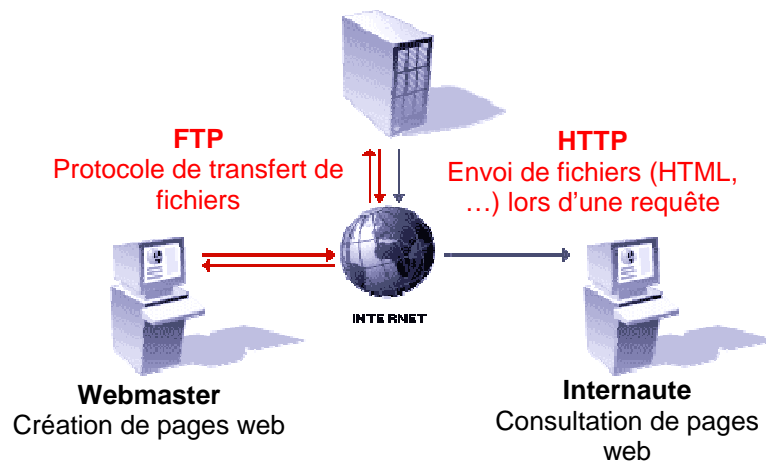 FTP
Protocole de transfert de
fichiers
HTTP
Envoi de fichiers (HTML,
…) lors d’une requête
INTERNET
Webmaster
Création de pages web
Internaute
Consultation de pages
web